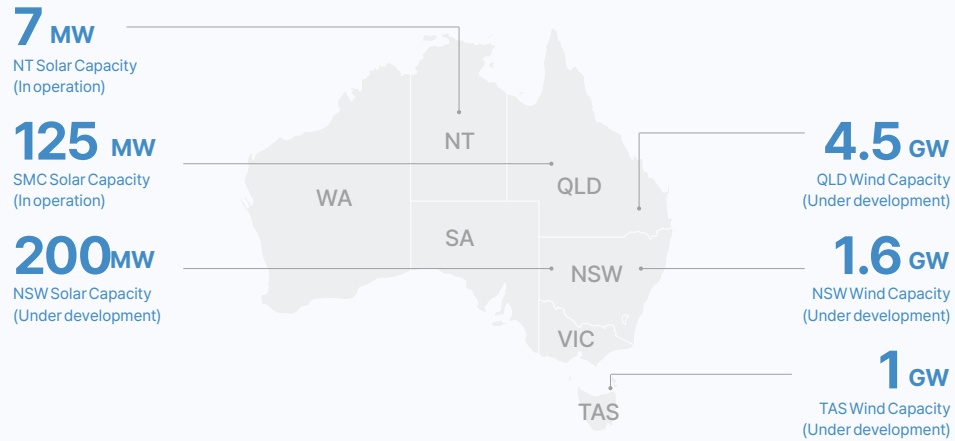 7 MW
NT Solar Capacity
(In operation)
125 MW
SMC Solar Capacity
(In operation)
200MW
NSW Solar Capacity
(Under development)
NT
WA
QLD
SA
NSW
VIC
TAS
4.5 GW
QLD Wind Capacity
(Under development)
1.6 GW
NSW Wind Capacity
(Under development)
1 GW
TAS Wind Capacity
(Under development)